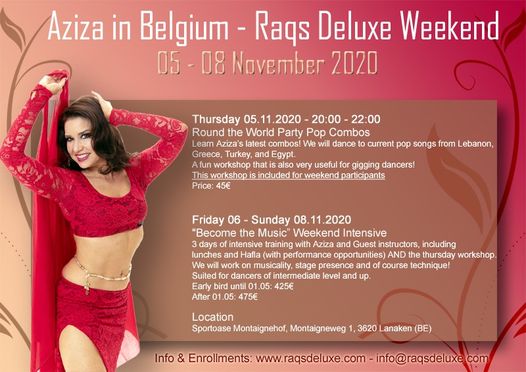 Aziza in Belgium - Raqs Deluxe Weekend
05 - 08 November 2020
Thursday 05.11.2020 - 20:00 - 22:00
Round the World Party Pop Combos
Learn Aziza's latest combos! We will dance to current pop songs from Lebanon,
Greece, Turkey, and Egypt.
A fun workshop that is also very useful for gigging dancers!
This workshop is included for weekend participants
Price: 45€
Friday 06 - Sunday 08.11.2020
"Become the Music" Weekend Intensive
3 days of intensive training with Aziza and Guest instructors, including
lunches and Hafla (with performance opportunities) AND the thursday workshop.
We will work on musicality, stage presence and of course technique!
Suited for dancers of intermediate level and up.
Early bird until 01.05: 425€
After 01.05: 475€
Location
Sportoase Montaignehof, Montaigneweg 1, 3620 Lanaken (BE)
Info & Enrollments: www.raqsdeluxe.com - info@raqsdeluxe.com